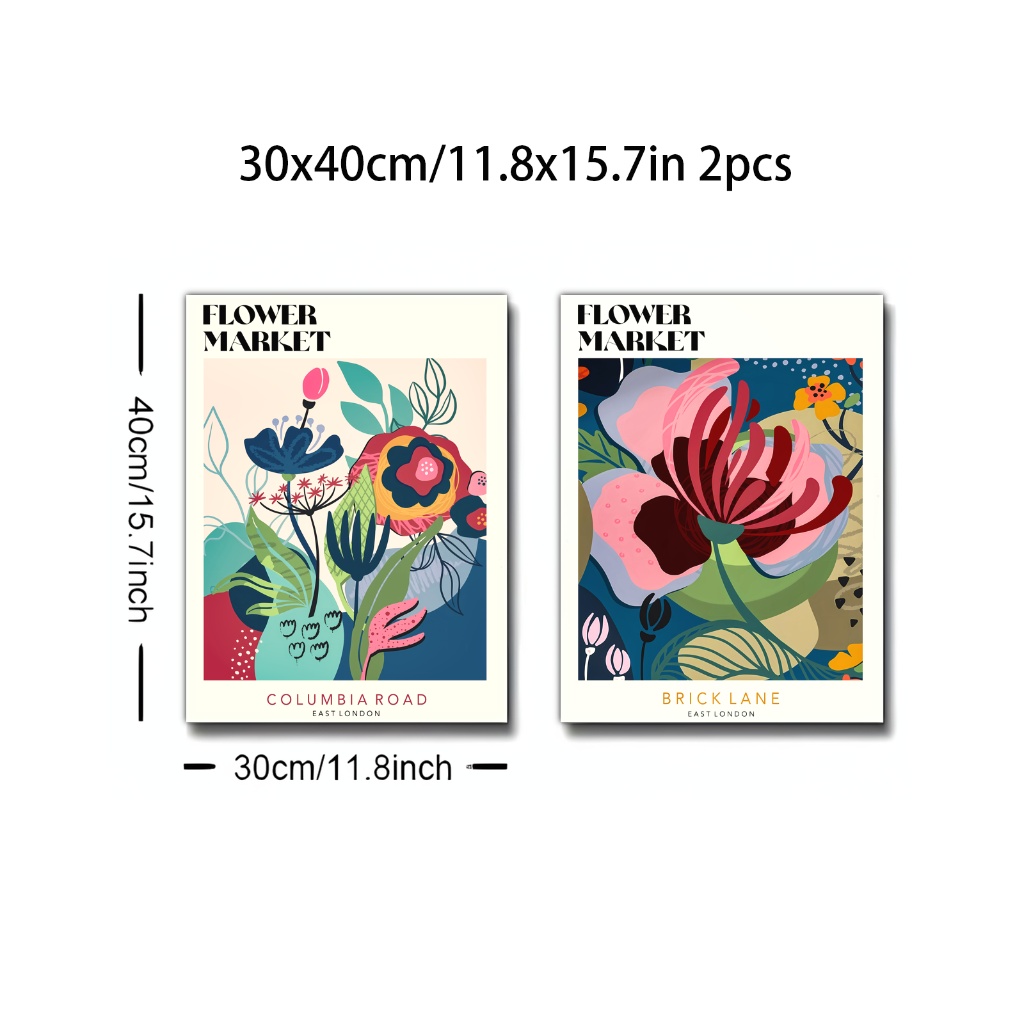 30x40cm/11.8x15.7in 2pcs
FLOWER
MARKET
COLUMBIA ROAD
EAST LONDON
FLOWER
MARKET
BRICK LANE
EAST LONDON
40cm/15.7inch
30cm/11.8inch